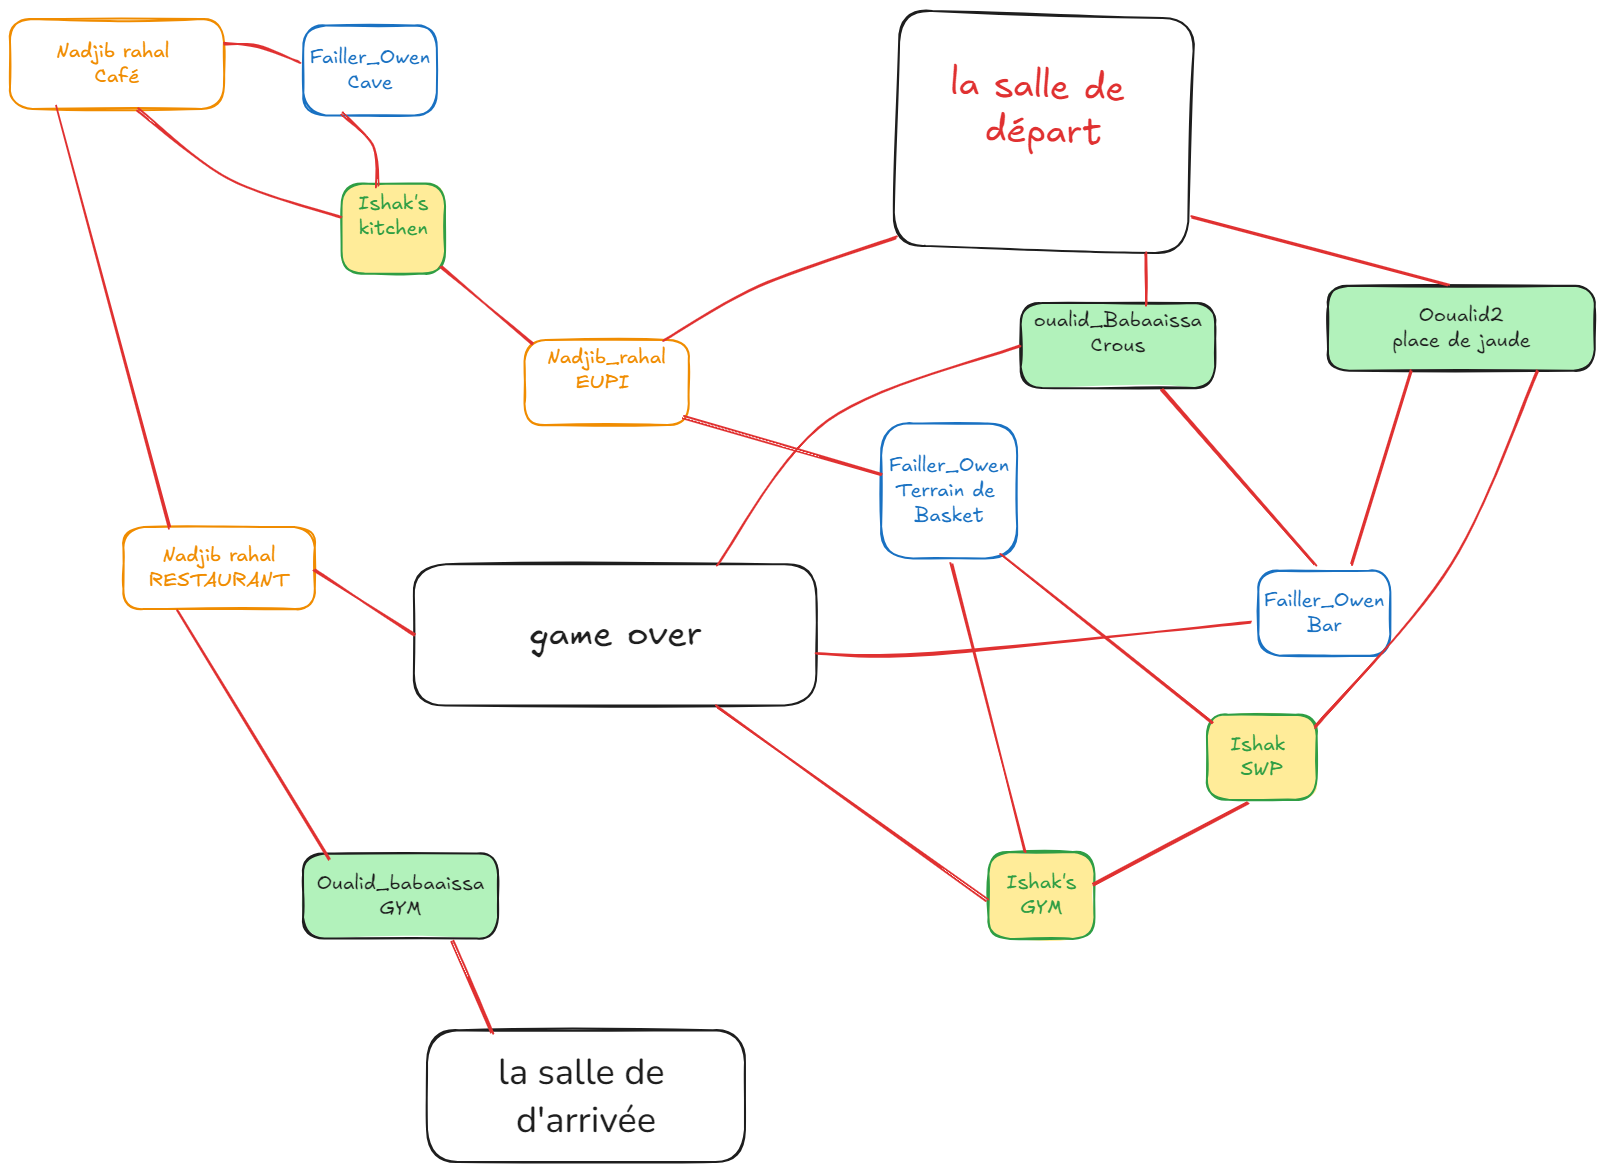 Nadjib rahal
Café
Failler_Owen
Cave
la salle de
départ
Ishak's
kitchen
oualid_Babaaissa
Crous
Ooualid2
place de jaude
Nadjib_rahal
EUPI
Failler_Owen
Terrain de
Basket
Nadjib rahal
RESTAURANT
game over
Failler_Owen
Bar
Ishak
SWP
Oualid_babaaissa
GYM
Ishak's
GYM
la salle de
d'arrivée